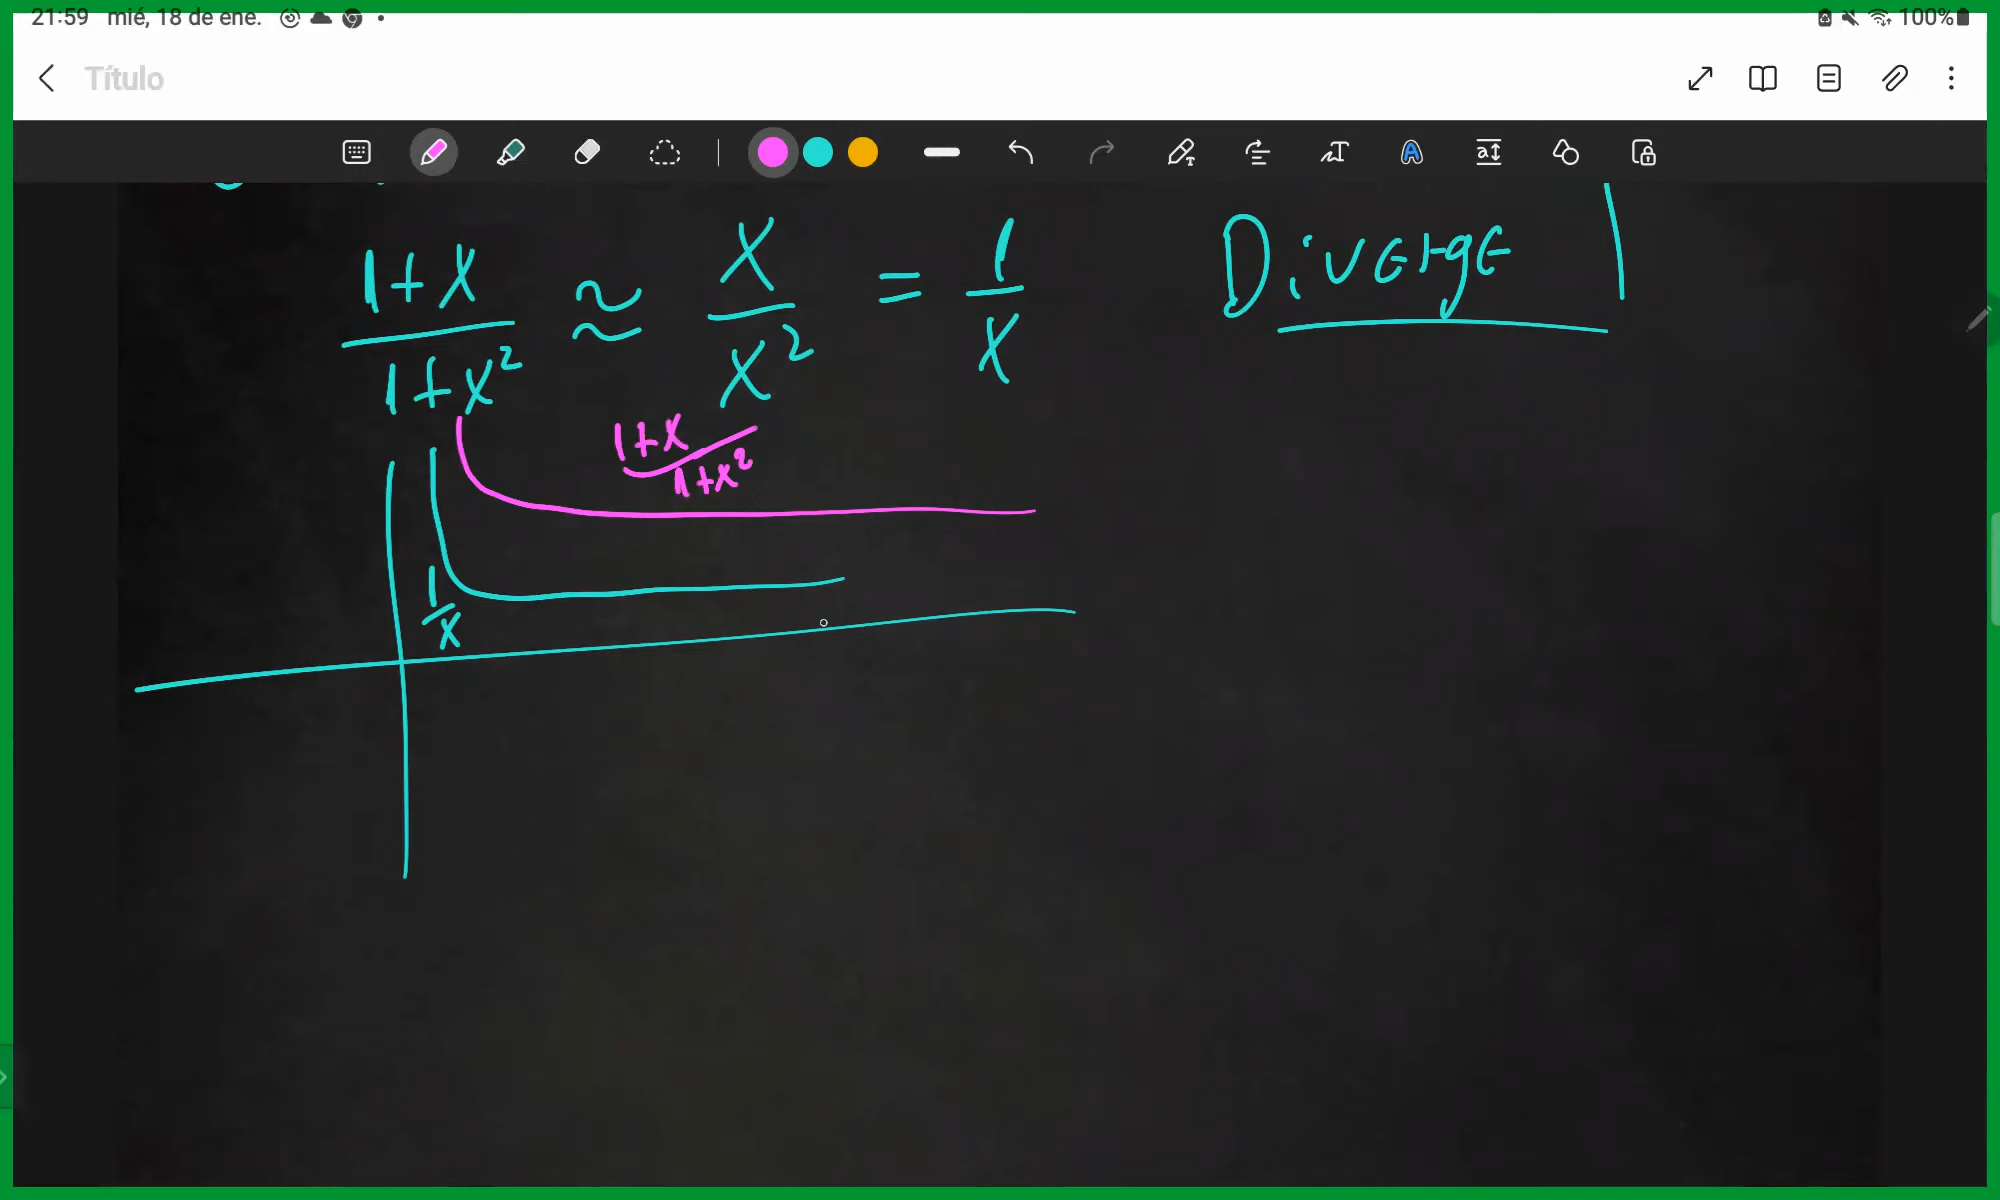 21:59 mié, 18 de ene. 100%
Título
1+x / 1+x² ≈ x / x² = 1 / x Diverge
1+x / 1+x²
1 / x